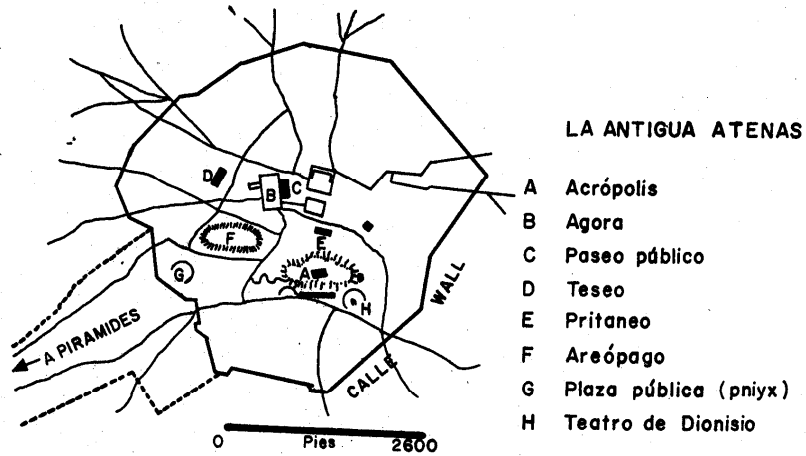 LA ANTIGUA ATENAS
A Acrópolis
B Agora
C Paseo público
D Teseo
E Pritaneo
F Areópago
G Plaza pública (pniyx)
H Teatro de Dionisio
D
B
C
F
E
G
A
H
CALLE WALL
A PIRAMIDES
0 Pies 2600